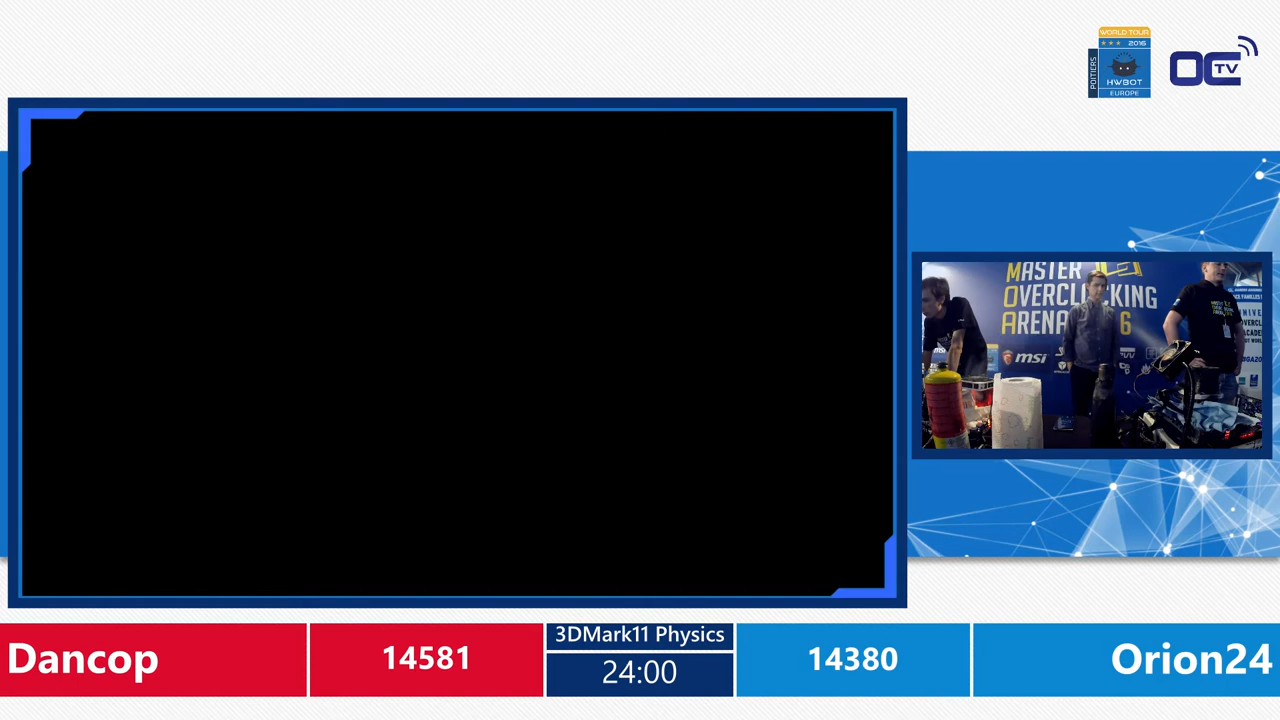 WORLD TOUR
2016
POITIERS
HWBOT
EUROPE
OC TV
MASTER
OVERCLOCKING
ARENA 6
msi
Dancop
14581
3DMark11 Physics
24:00
14380
Orion24